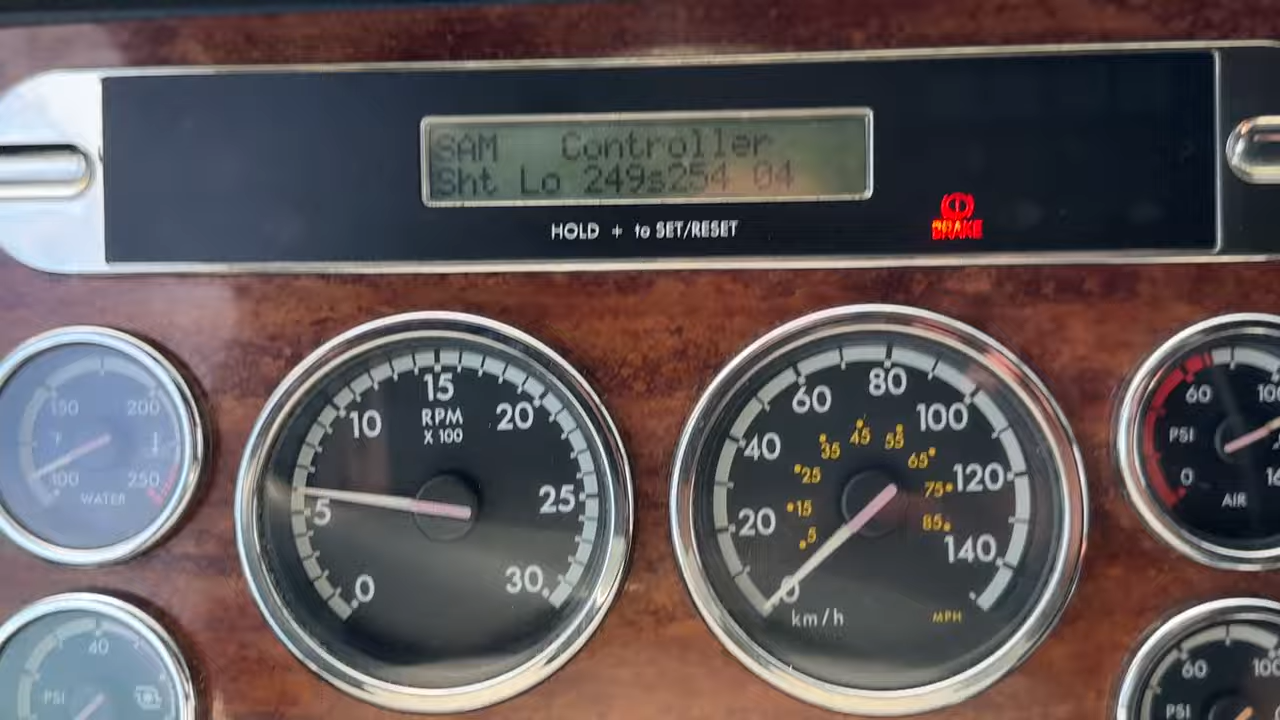 SAM   Controller
Sht Lo 249s254 04
HOLD + to SET/RESET
BRAKE
150 200
°F
100 250
WATER
15
10 20
RPM
X 100
5 25
0 30
80
60 100
40 120
20 140
0
45 55
35 65
25 75
15 85
5
km/h MPH
60
PSI
0
AIR
40
PSI
60
PSI